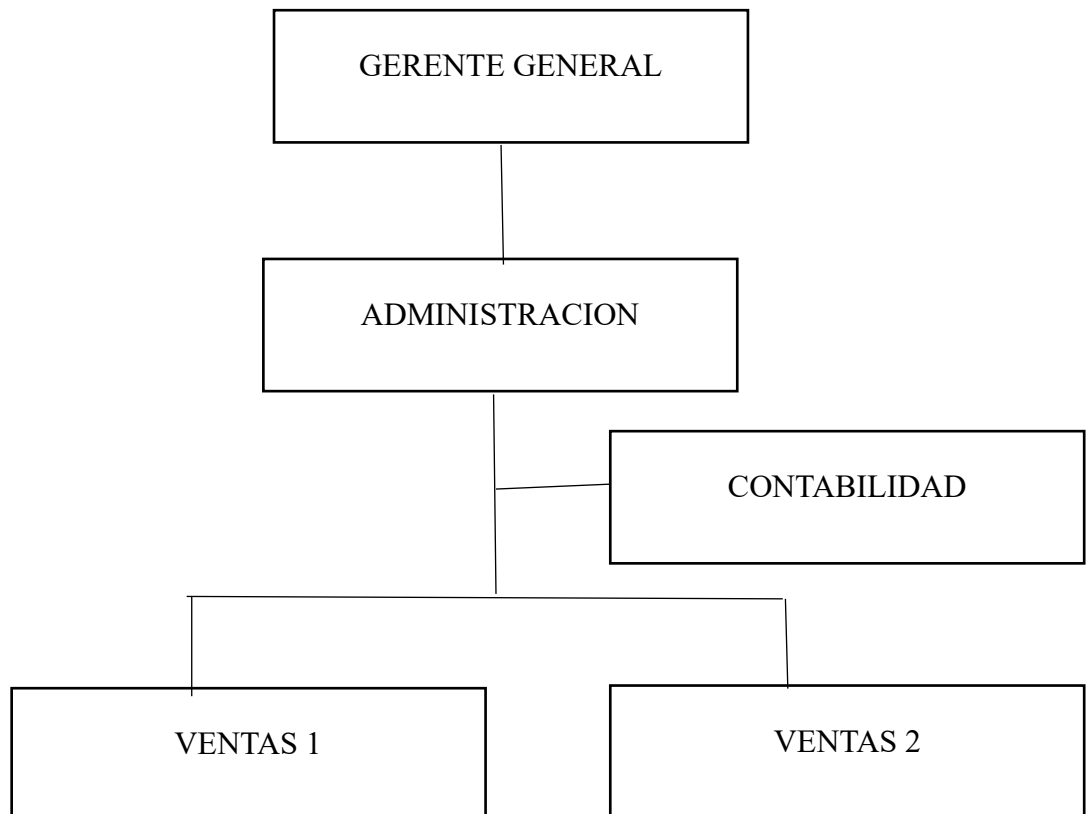 GERENTE GENERAL
ADMINISTRACION
CONTABILIDAD
VENTAS 1
VENTAS 2